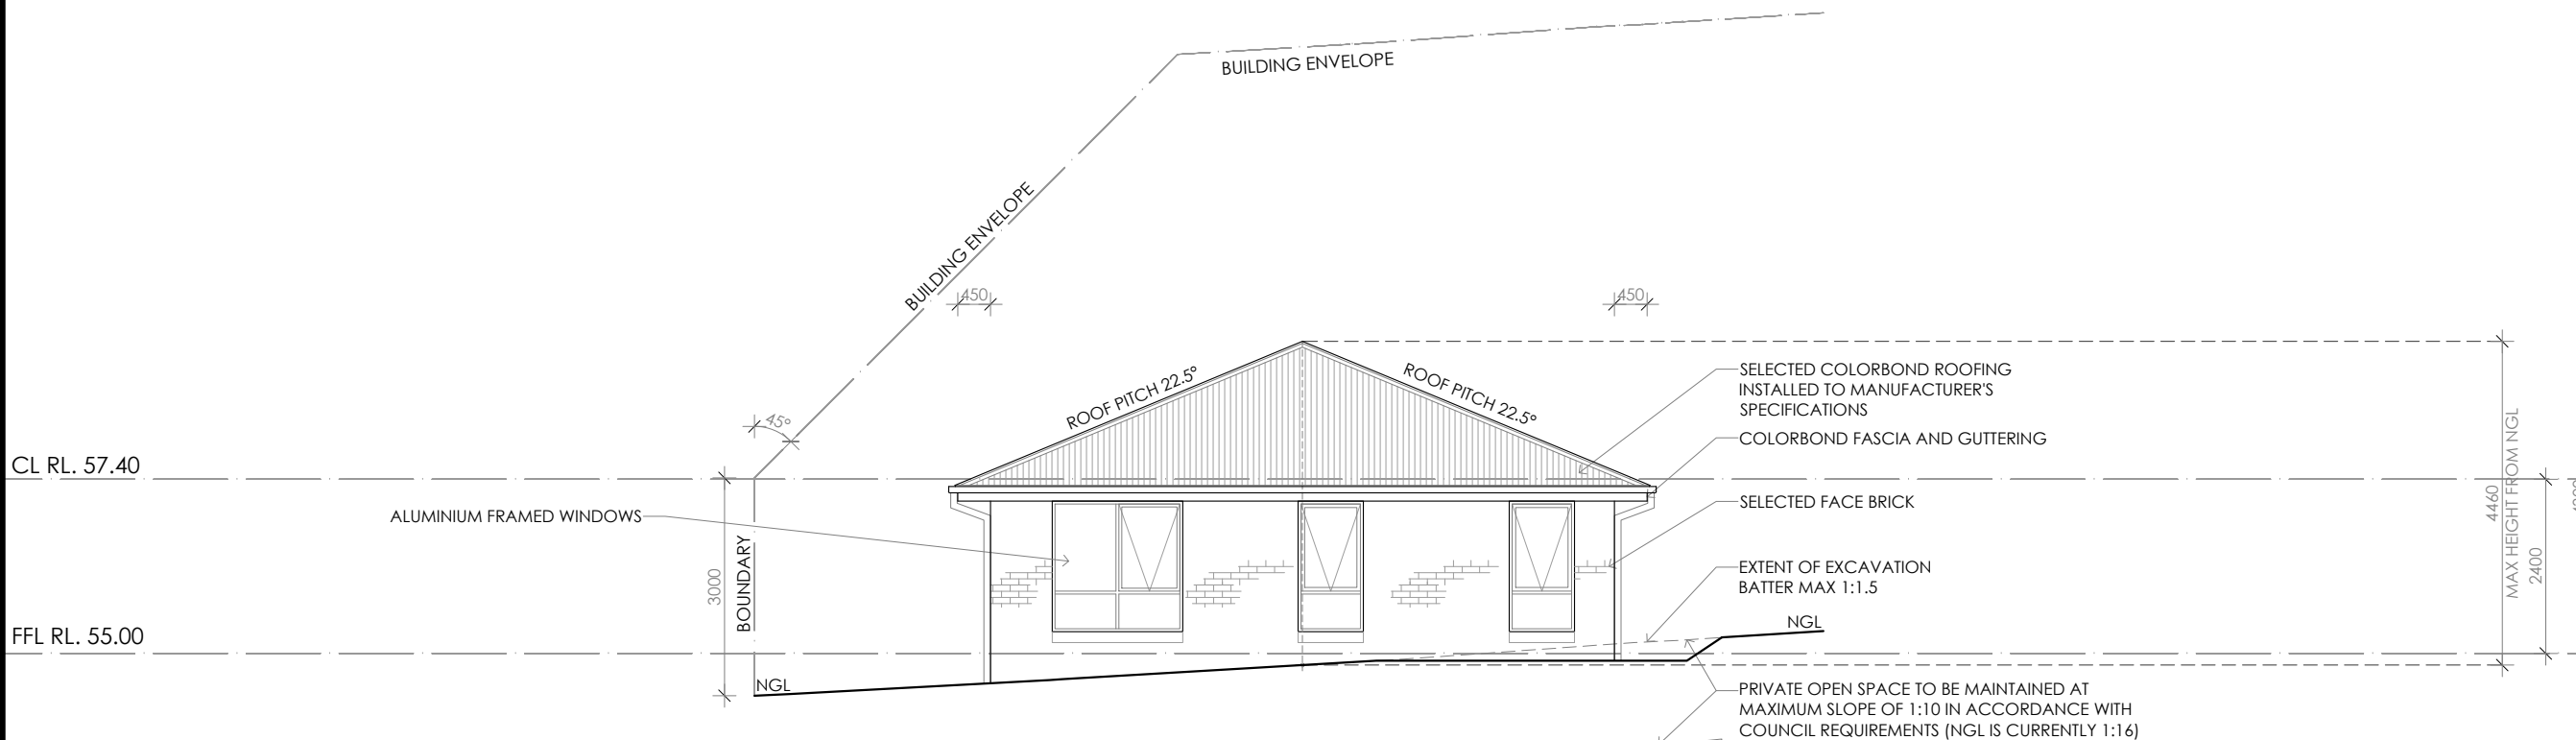 BUILDING ENVELOPE
BUILDING ENVELOPE
450
450
ROOF PITCH 22.5°
ROOF PITCH 22.5°
SELECTED COLORBOND ROOFING
INSTALLED TO MANUFACTURER'S
SPECIFICATIONS
45°
COLORBOND FASCIA AND GUTTERING
CL RL. 57.40
SELECTED FACE BRICK
ALUMINIUM FRAMED WINDOWS
4460
MAX HEIGHT FROM NGL
2400
3000
BOUNDARY
EXTENT OF EXCAVATION
BATTER MAX 1:1.5
NGL
FFL RL. 55.00
NGL
PRIVATE OPEN SPACE TO BE MAINTAINED AT
MAXIMUM SLOPE OF 1:10 IN ACCORDANCE WITH
COUNCIL REQUIREMENTS (NGL IS CURRENTLY 1:16)